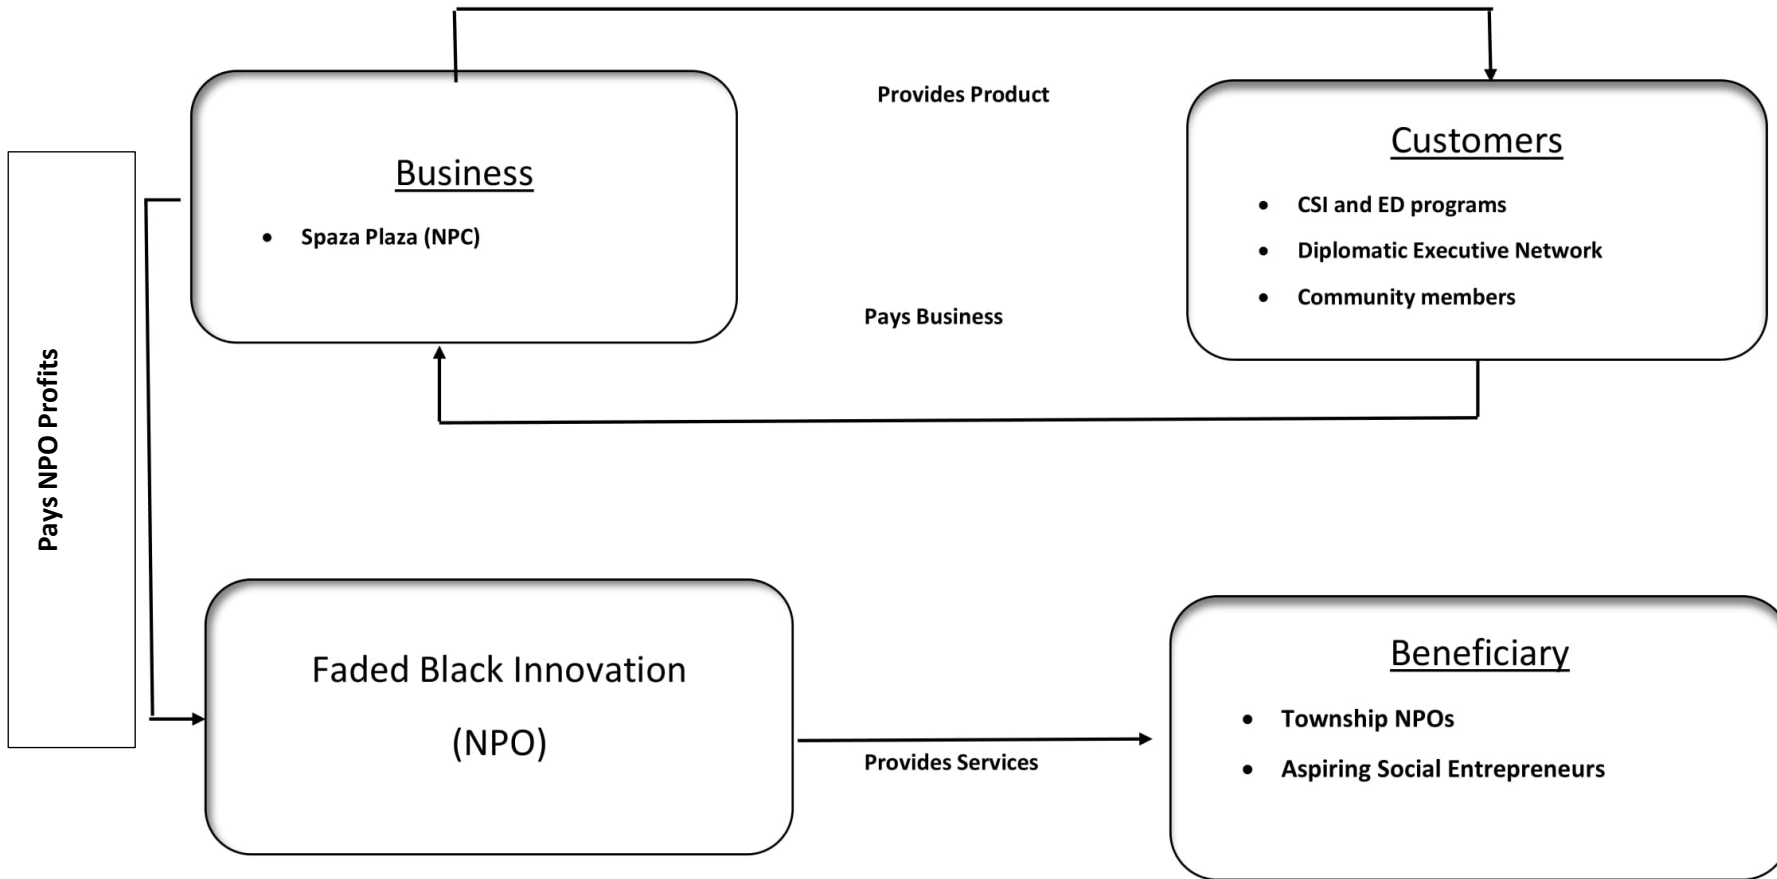 Provides Product
Business
• Spaza Plaza (NPC)
Customers
• CSI and ED programs
• Diplomatic Executive Network
• Community members
Pays Business
Pays NPO Profits
Faded Black Innovation
(NPO)
Provides Services
Beneficiary
• Township NPOs
• Aspiring Social Entrepreneurs